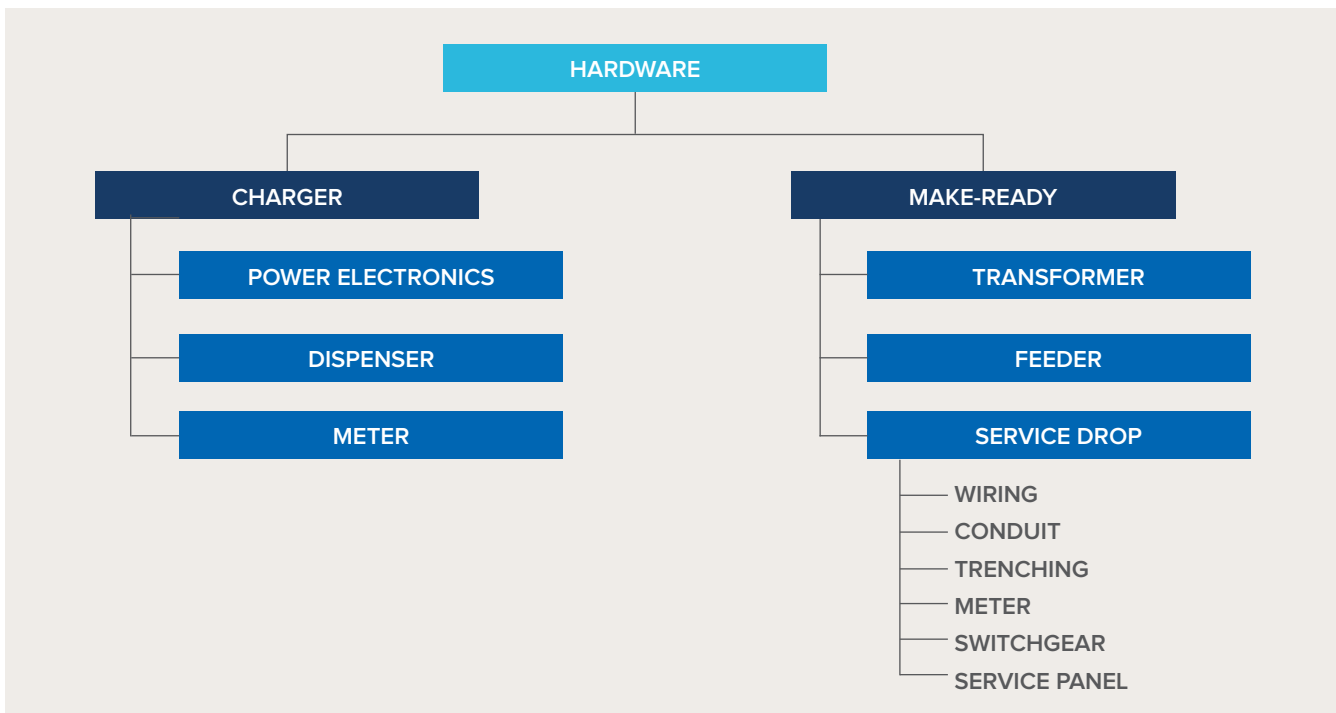 HARDWARE
CHARGER
POWER ELECTRONICS
DISPENSER
METER
MAKE-READY
TRANSFORMER
FEEDER
SERVICE DROP
WIRING
CONDUIT
TRENCHING
METER
SWITCHGEAR
SERVICE PANEL